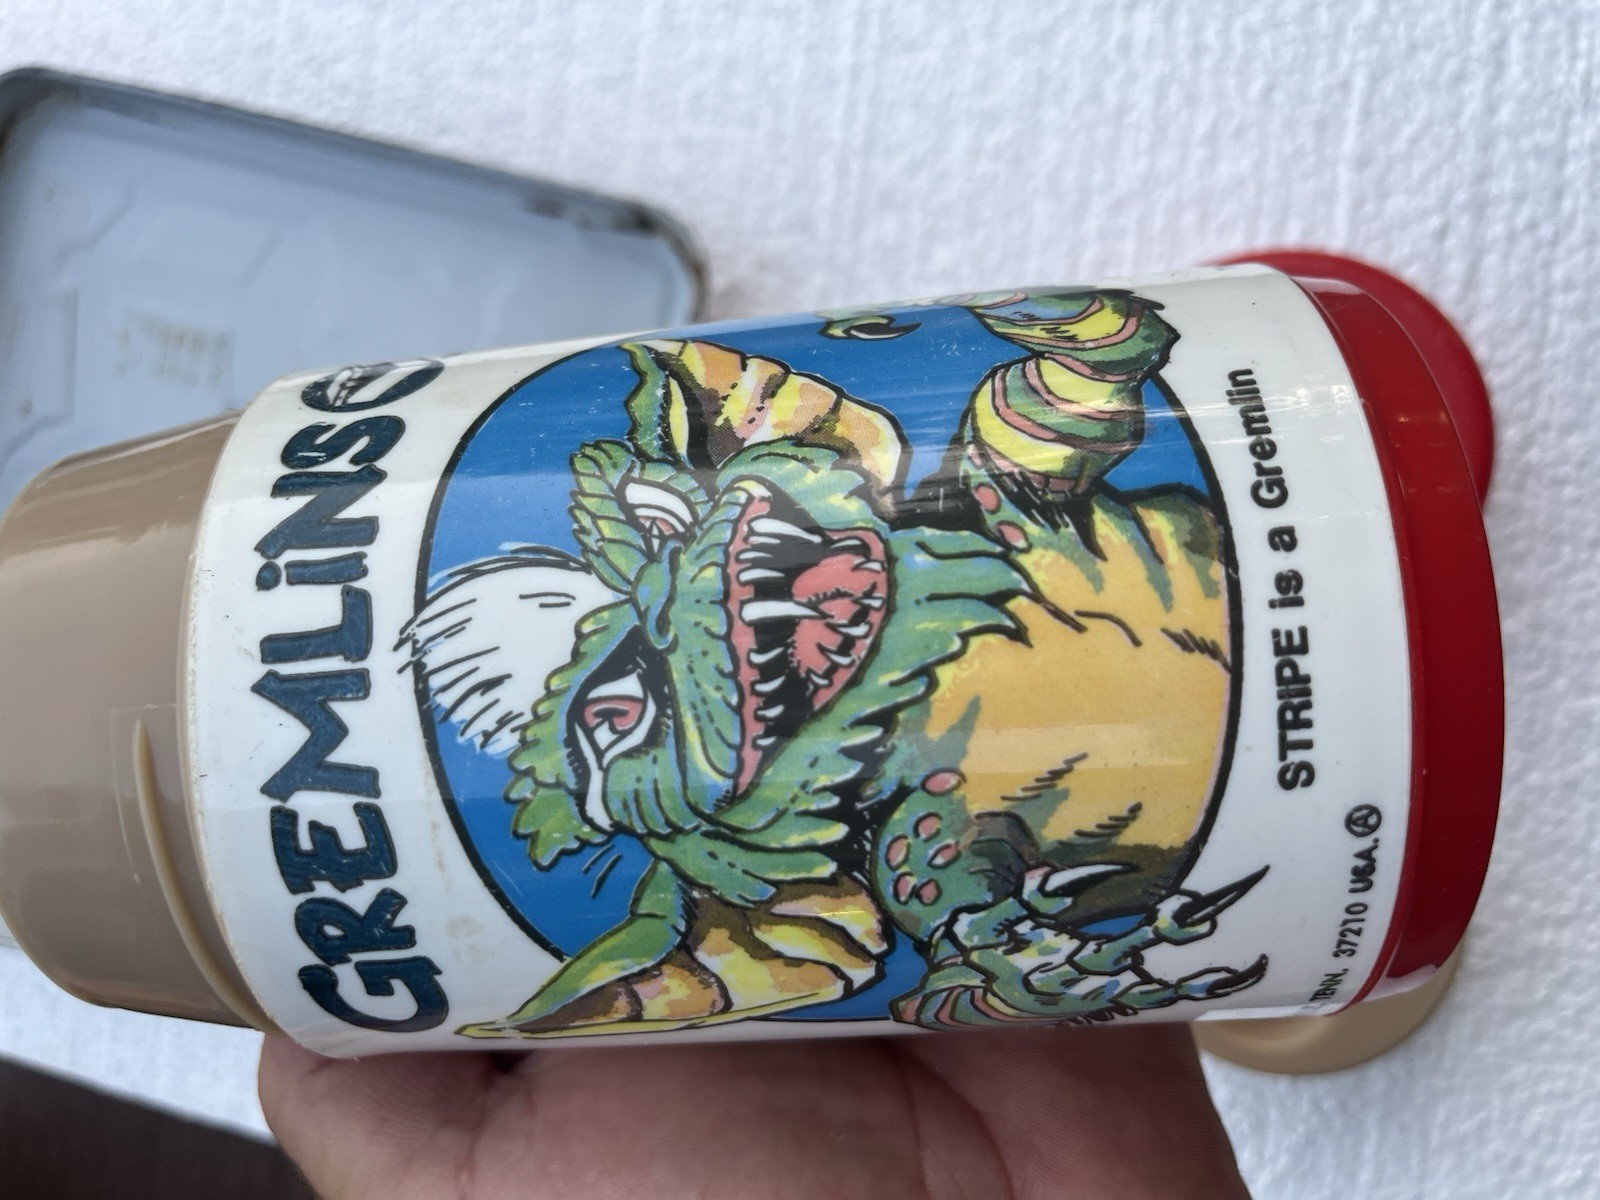 GREMLiNS
STRiPE is a Gremlin
TENN. 37210 USA. Ⓐ